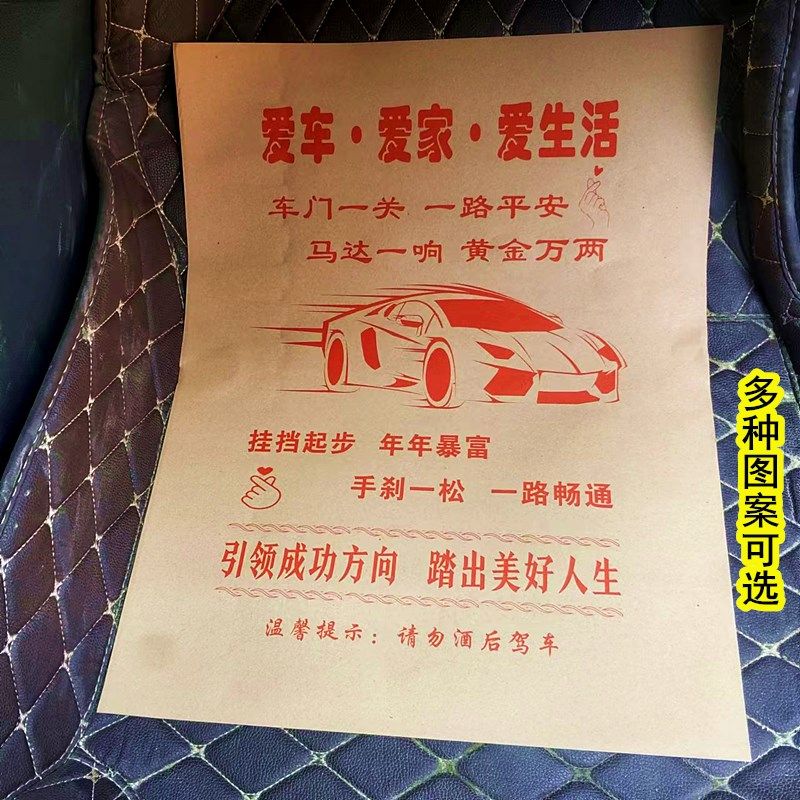 爱车·爱家·爱生活
车门一关 一路平安
马达一响 黄金万两
挂挡起步 年年暴富
手刹一松 一路畅通
引领成功方向 踏出美好人生
温馨提示：请勿酒后驾车
多种图案可选